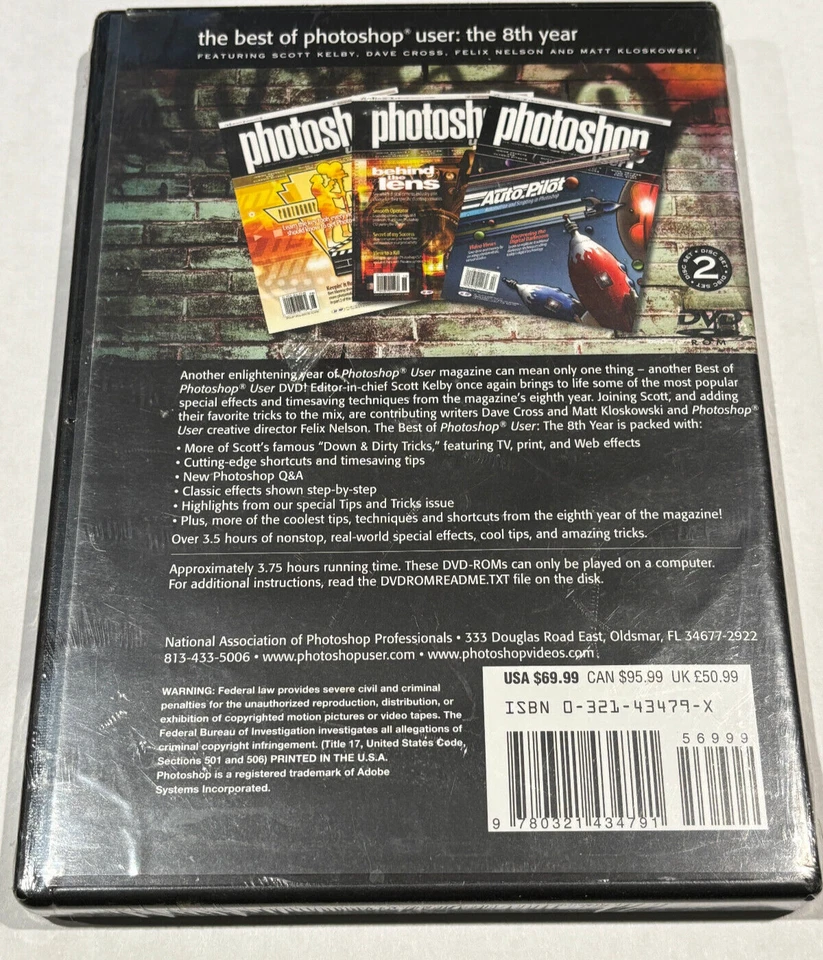 the best of photoshop® user: the 8th year
FEATURING SCOTT KELBY, DAVE CROSS, FELIX NELSON AND MATT KLOSKOWSKI
photosh
photosh
photoshop
behind
the
lens
Auto.Pilot
DISC SET • DISC SET • DISC SET •
2
DVD
ROM
Another enlightening year of Photoshop® User magazine can mean only one thing – another Best of
Photoshop® User DVD! Editor-in-chief Scott Kelby once again brings to life some of the most popular
special effects and timesaving techniques from the magazine's eighth year. Joining Scott, and adding
their favorite tricks to the mix, are contributing writers Dave Cross and Matt Kloskowski and Photoshop®
User creative director Felix Nelson. The Best of Photoshop® User: The 8th Year is packed with:
• More of Scott's famous "Down & Dirty Tricks," featuring TV, print, and Web effects
• Cutting-edge shortcuts and timesaving tips
• New Photoshop Q&A
• Classic effects shown step-by-step
• Highlights from our special Tips and Tricks issue
• Plus, more of the coolest tips, techniques and shortcuts from the eighth year of the magazine!
Over 3.5 hours of nonstop, real-world special effects, cool tips, and amazing tricks.
Approximately 3.75 hours running time. These DVD-ROMs can only be played on a computer.
For additional instructions, read the DVDROMREADME.TXT file on the disk.
National Association of Photoshop Professionals • 333 Douglas Road East, Oldsmar, FL 34677-2922
813-433-5006 • www.photoshopuser.com • www.photoshopvideos.com
WARNING: Federal law provides severe civil and criminal
penalties for the unauthorized reproduction, distribution, or
exhibition of copyrighted motion pictures or video tapes. The
Federal Bureau of Investigation investigates all allegations of
criminal copyright infringement. (Title 17, United States Code,
Sections 501 and 506) PRINTED IN THE U.S.A.
Photoshop is a registered trademark of Adobe
Systems Incorporated.
USA $69.99 CAN $95.99 UK £50.99
ISBN 0-321-43479-X
56999
9 780321 434791